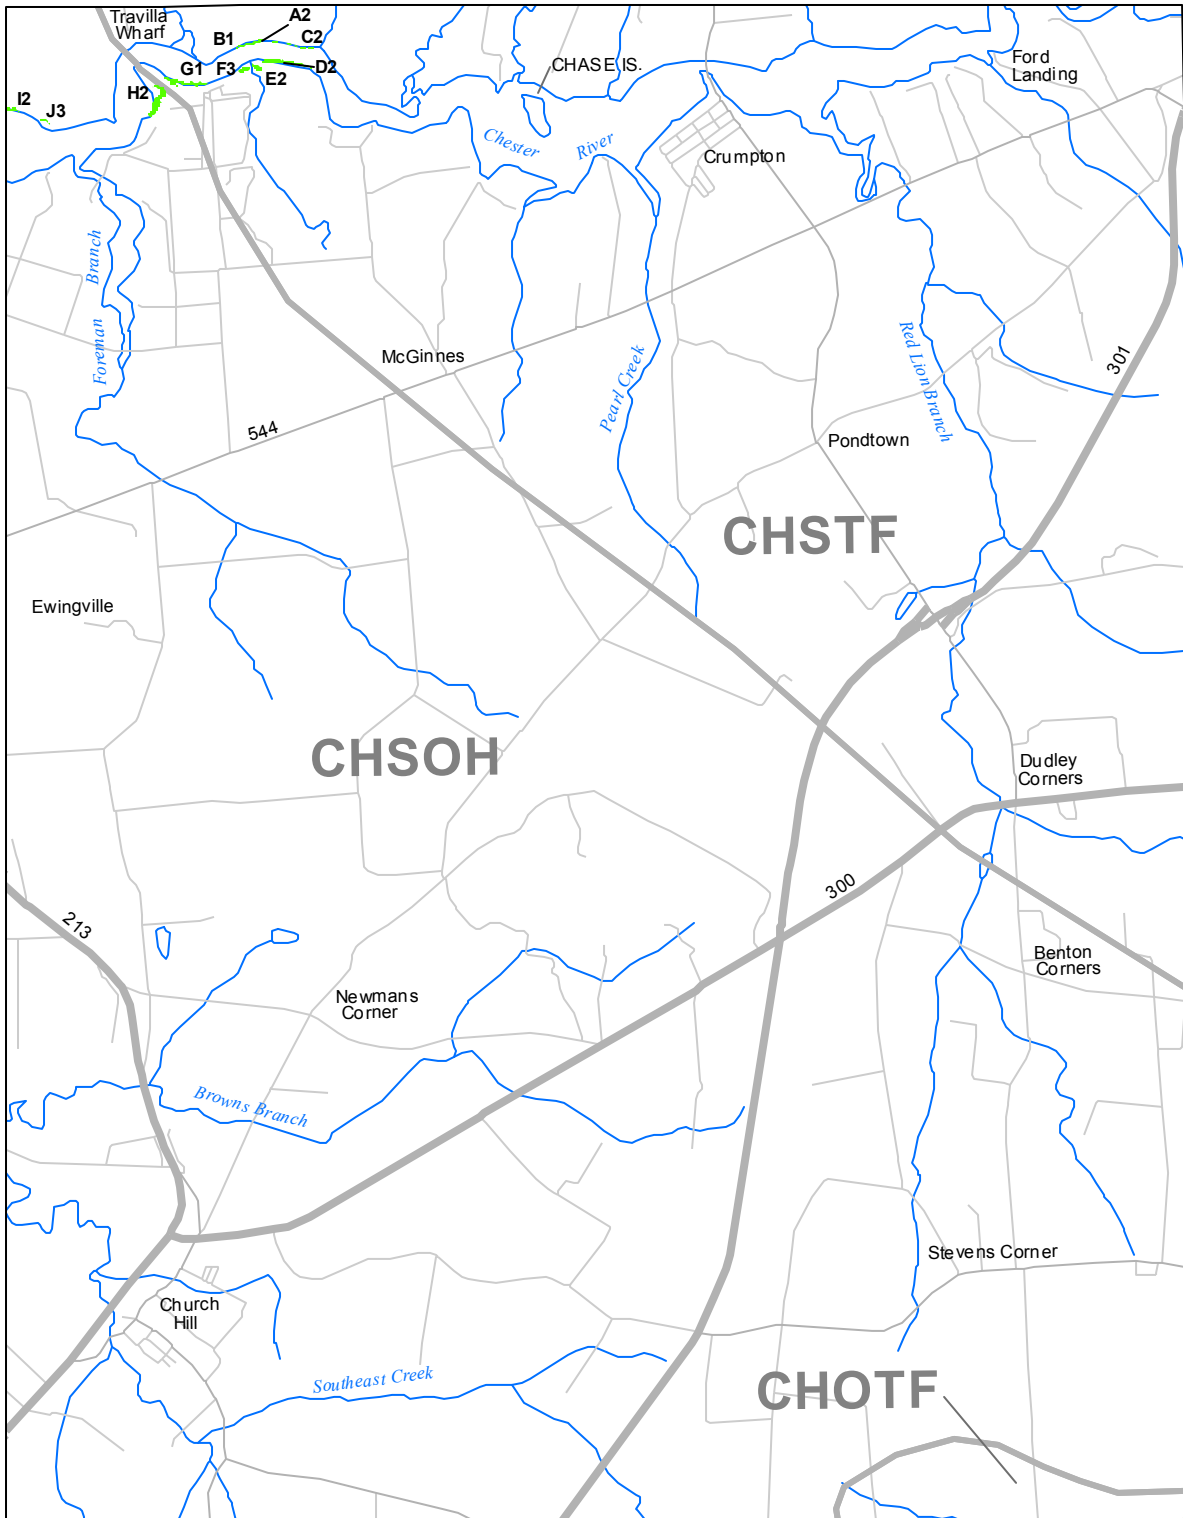 Travilla
Wharf
A2
B1
C2
G1
F3
E2
D2
H2
I2
J3
CHASE IS.
Ford
Landing
Chester
River
Crumpton
Foreman
Branch
McGinnes
Pearl Creek
Red Lion Branch
301
544
Pondtown
CHSTF
Ewingville
CHSOH
Dudley
Corners
300
213
Newmans
Corner
Benton
Corners
Browns Branch
Stevens Corner
Church
Hill
Southeast Creek
CHOTF